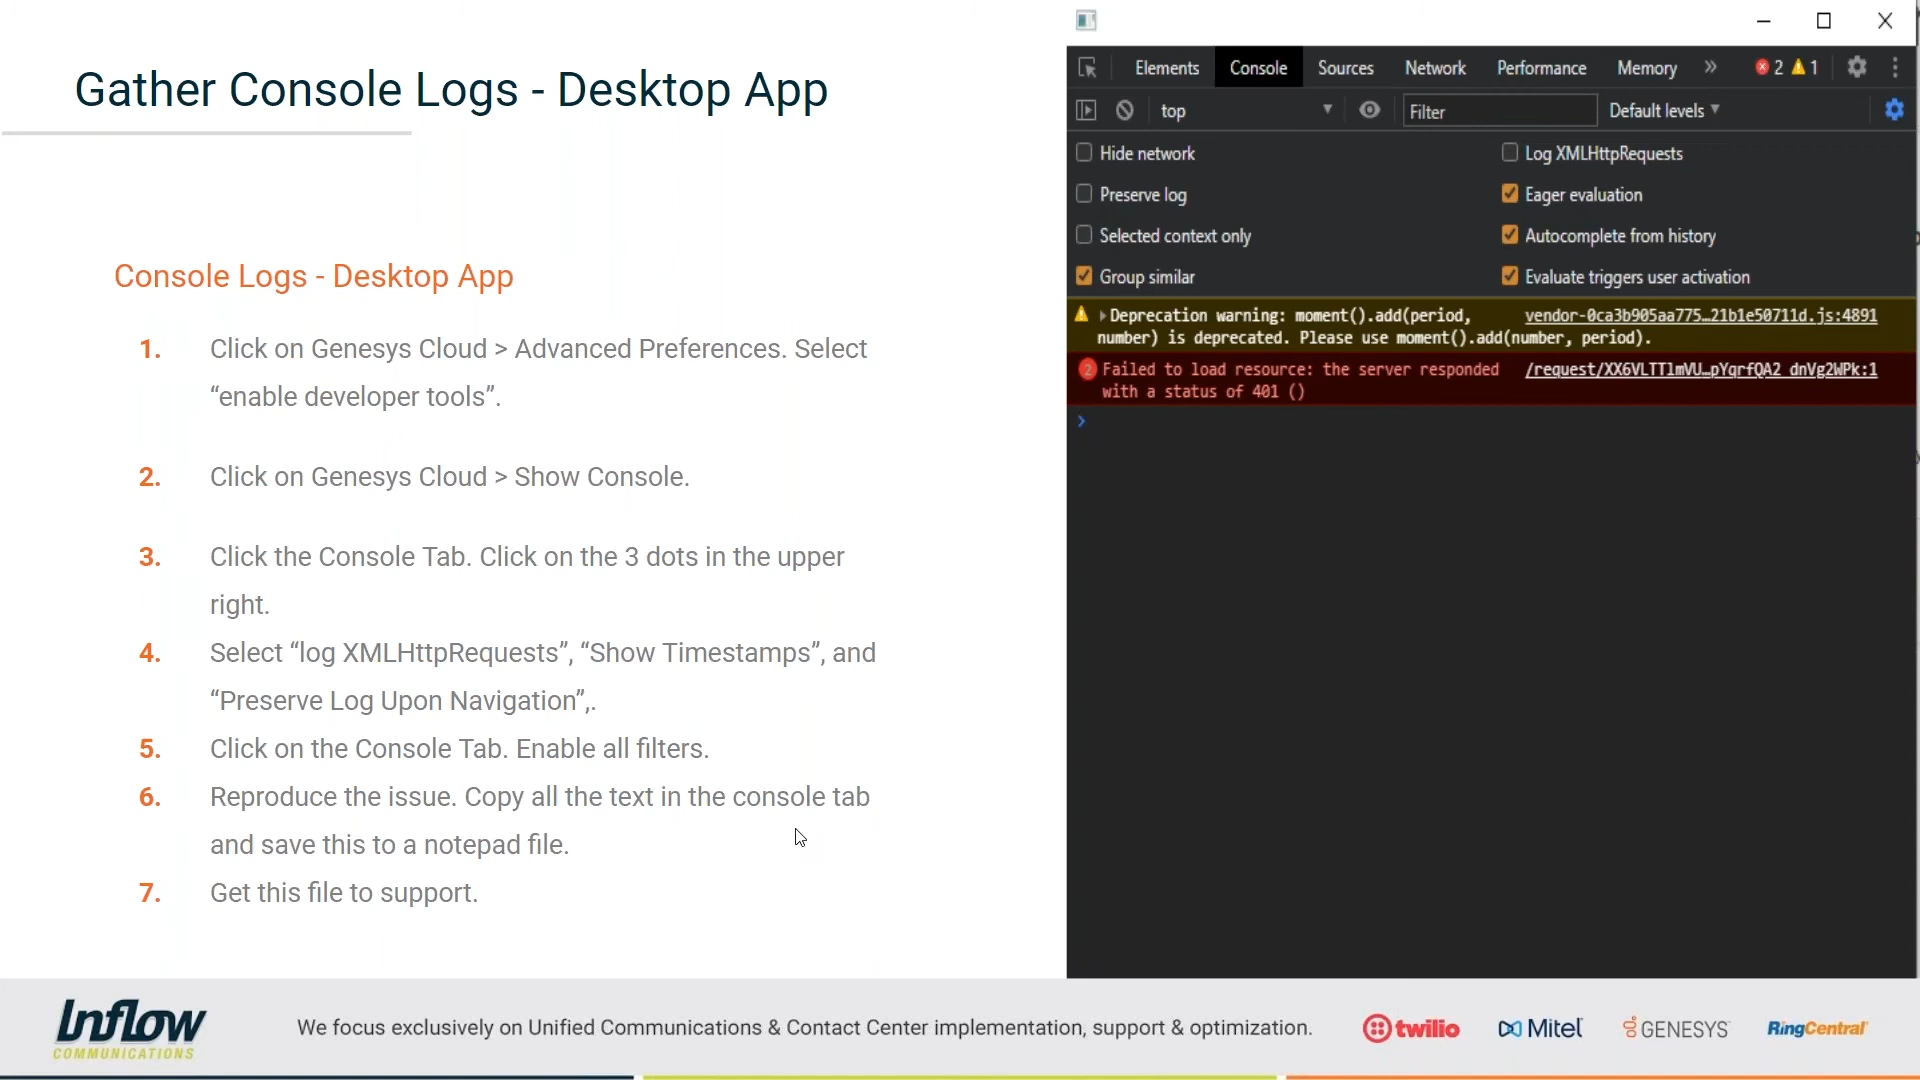 Gather Console Logs - Desktop App
Console Logs - Desktop App
1. Click on Genesys Cloud > Advanced Preferences. Select
“enable developer tools”.
2. Click on Genesys Cloud > Show Console.
3. Click the Console Tab. Click on the 3 dots in the upper
right.
4. Select “log XMLHttpRequests”, “Show Timestamps”, and
“Preserve Log Upon Navigation”,.
5. Click on the Console Tab. Enable all filters.
6. Reproduce the issue. Copy all the text in the console tab
and save this to a notepad file.
7. Get this file to support.
Elements Console Sources Network Performance Memory » 2 1
top Filter Default levels
Hide network Log XMLHttpRequests
Preserve log Eager evaluation
Selected context only Autocomplete from history
Group similar Evaluate triggers user activation
Deprecation warning: moment().add(period, vendor-0ca3b905aa775…21b1e50711d.js:4891
number) is deprecated. Please use moment().add(number, period).
2 Failed to load resource: the server responded /request/XX6VLTTlmVU…pYqrfQA2 dnVg2WPk:1
with a status of 401 ()
Inflow
COMMUNICATIONS
We focus exclusively on Unified Communications & Contact Center implementation, support & optimization.
twilio Mitel GENESYS RingCentral